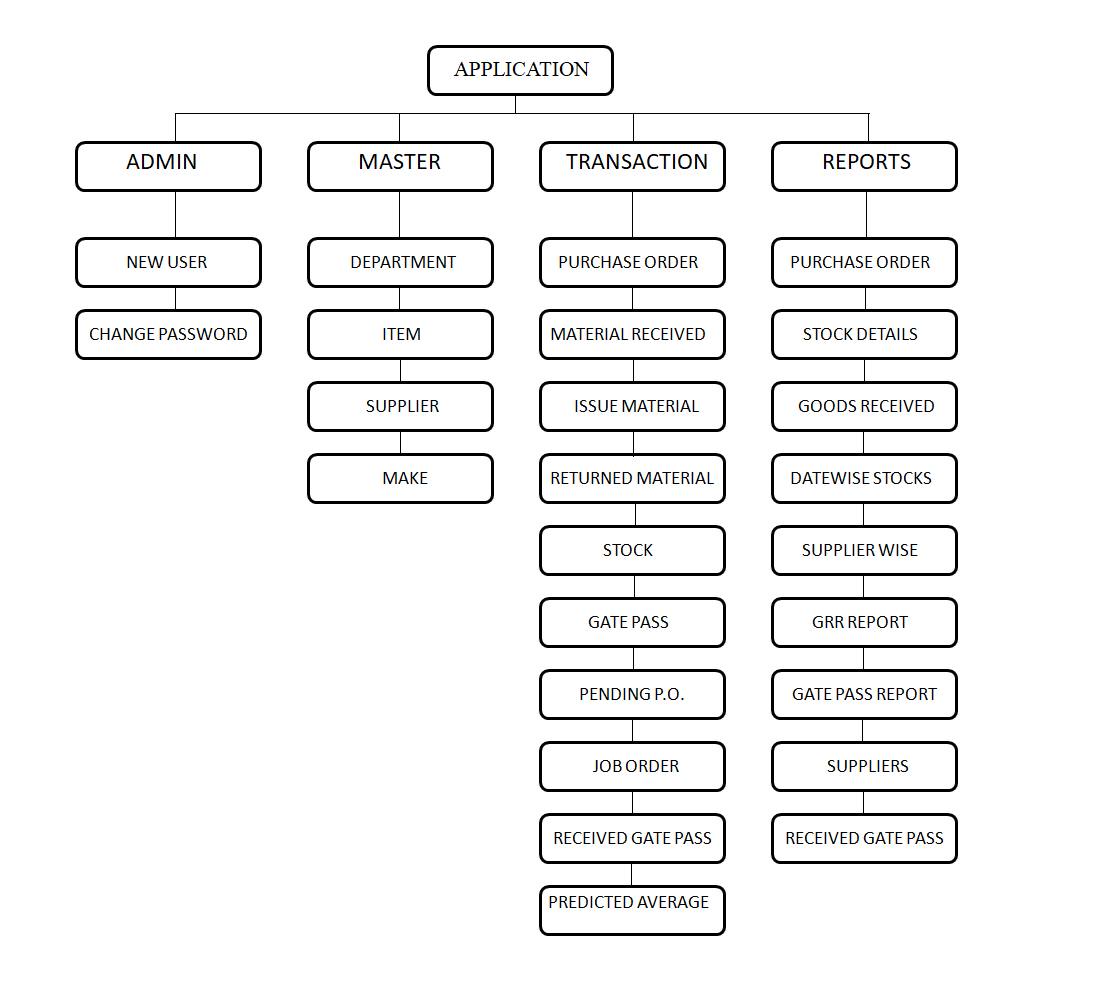 APPLICATION
ADMIN
MASTER
TRANSACTION
REPORTS
NEW USER
DEPARTMENT
PURCHASE ORDER
PURCHASE ORDER
CHANGE PASSWORD
ITEM
MATERIAL RECEIVED
STOCK DETAILS
SUPPLIER
ISSUE MATERIAL
GOODS RECEIVED
MAKE
RETURNED MATERIAL
DATEWISE STOCKS
STOCK
SUPPLIER WISE
GATE PASS
GRR REPORT
PENDING P.O.
GATE PASS REPORT
JOB ORDER
SUPPLIERS
RECEIVED GATE PASS
RECEIVED GATE PASS
PREDICTED AVERAGE